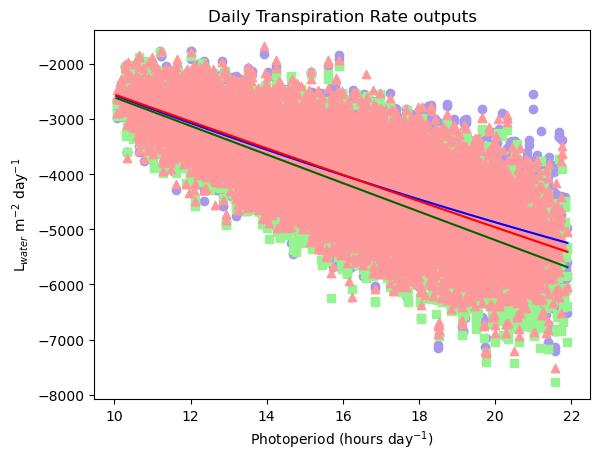 Daily Transpiration Rate outputs
−2000
−3000
−4000
−5000
−6000
−7000
−8000
L_water m⁻² day⁻¹
10 12 14 16 18 20 22
Photoperiod (hours day⁻¹)